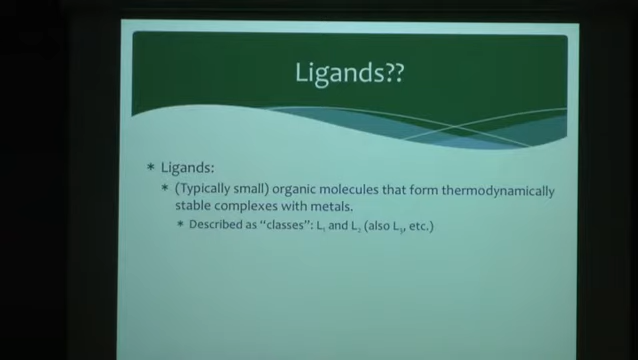 Ligands??
* Ligands:
* (Typically small) organic molecules that form thermodynamically
stable complexes with metals.
* Described as “classes”: L₁ and L₂ (also L₃, etc.)